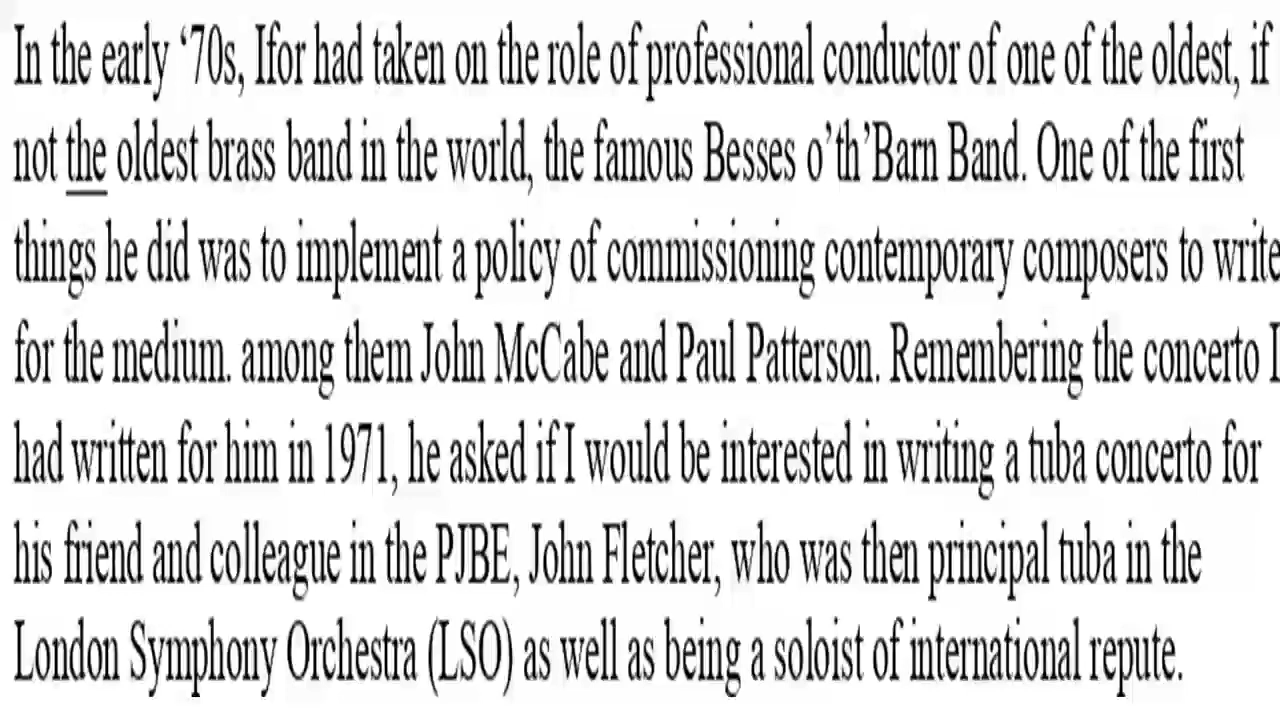 In the early ‘70s, Ifor had taken on the role of professional conductor of one of the oldest, if
not the oldest brass band in the world, the famous Besses o’th’Barn Band. One of the first
things he did was to implement a policy of commissioning contemporary composers to write
for the medium. among them John McCabe and Paul Patterson. Remembering the concerto I
had written for him in 1971, he asked if I would be interested in writing a tuba concerto for
his friend and colleague in the PJBE, John Fletcher, who was then principal tuba in the
London Symphony Orchestra (LSO) as well as being a soloist of international repute.